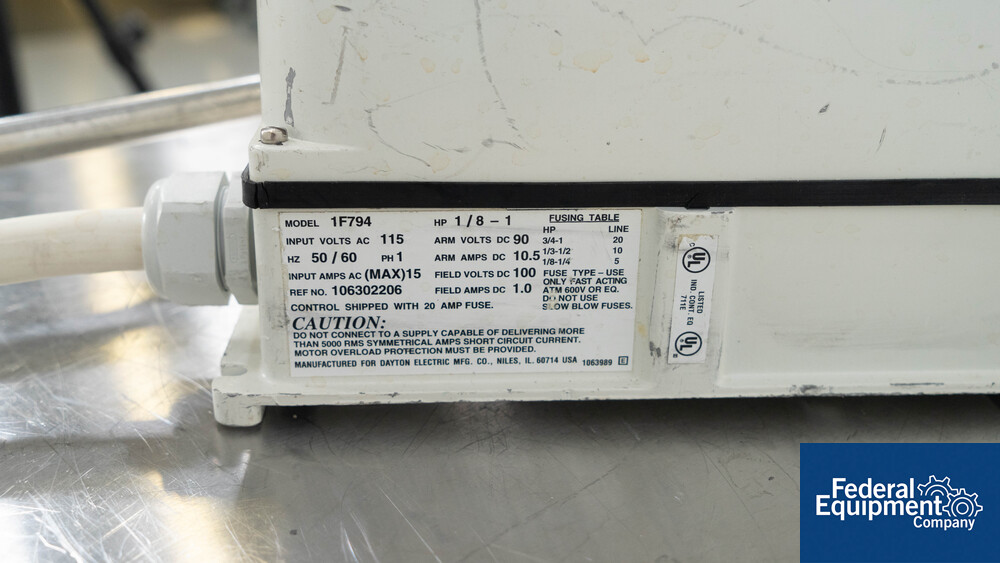 MODEL 1F794
INPUT VOLTS AC 115
HZ 50/60 PH 1
INPUT AMPS AC (MAX)15
REF NO. 106302206
HP 1/8-1
ARM VOLTS DC 90
ARM AMPS DC 10.5
FIELD VOLTS DC 100
FIELD AMPS DC 1.0
FUSING TABLE
HP LINE
3/4-1 20
1/3-1/2 10
1/8-1/4 5
FUSE TYPE-USE
ONLY FAST ACTING
ATM 600V OR EQ.
DO NOT USE
SLOW BLOW FUSES.
CONTROL SHIPPED WITH 20 AMP FUSE.
CAUTION:
DO NOT CONNECT TO A SUPPLY CAPABLE OF DELIVERING MORE
THAN 5000 RMS SYMMETRICAL AMPS SHORT CIRCUIT CURRENT.
MOTOR OVERLOAD PROTECTION MUST BE PROVIDED.
MANUFACTURED FOR DAYTON ELECTRIC MFG. CO., NILES, IL. 60714 USA 1063989 E
C UL
LISTED
IND. CONT. EQ
711E
UL
Federal
Equipment
Company